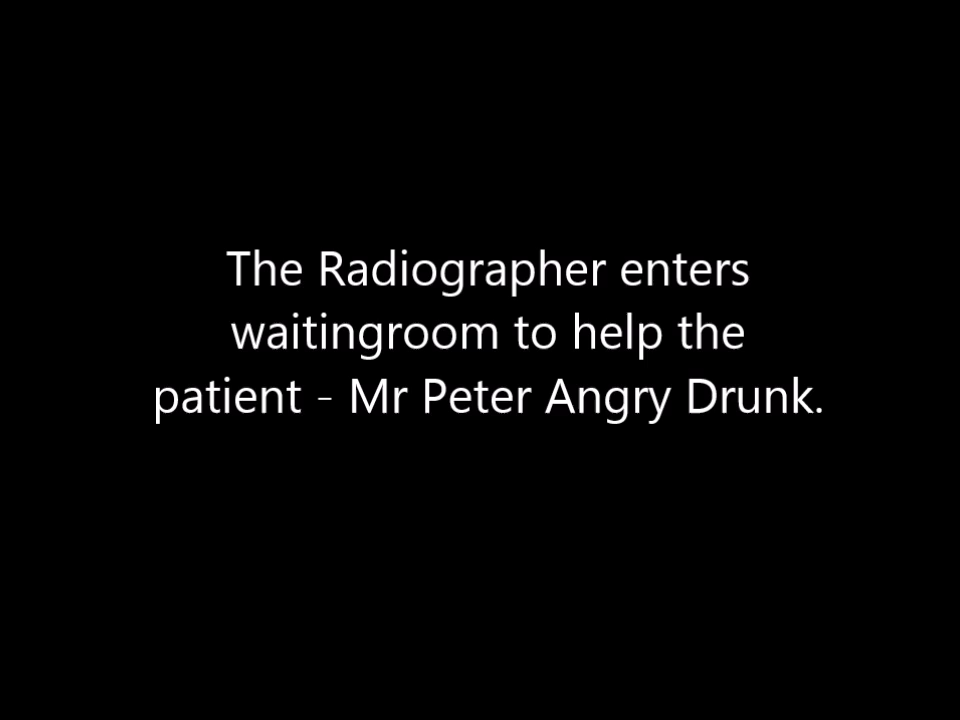 The Radiographer enters
waitingroom to help the
patient - Mr Peter Angry Drunk.